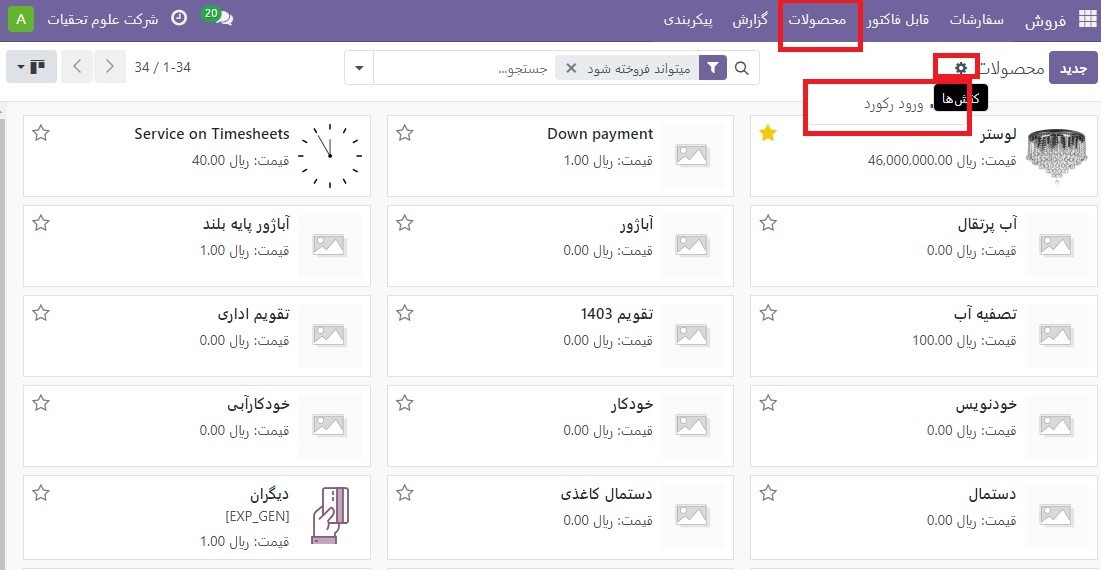 فروش سفارشات قابل فاکتور محصولات گزارش پیکربندی 20 شرکت علوم تحقیات A
جدید محصولات میتواند فروخته شود جستجو... 1-34 / 34
کنش‌ها
ورود رکورد
لوستر
قیمت: ریال 46,000,000.00
Down payment
قیمت: ریال 1.00
Service on Timesheets
قیمت: ریال 40.00
آب پرتقال
قیمت: ریال 0.00
آباژور
قیمت: ریال 0.00
آباژور پایه بلند
قیمت: ریال 1.00
تصفیه آب
قیمت: ریال 100.00
تقویم 1403
قیمت: ریال 0.00
تقویم اداری
قیمت: ریال 0.00
خودنویس
قیمت: ریال 0.00
خودکار
قیمت: ریال 0.00
خودکارآبی
قیمت: ریال 0.00
دستمال
قیمت: ریال 0.00
دستمال کاغذی
قیمت: ریال 0.00
دیگران
[EXP_GEN]
قیمت: ریال 1.00